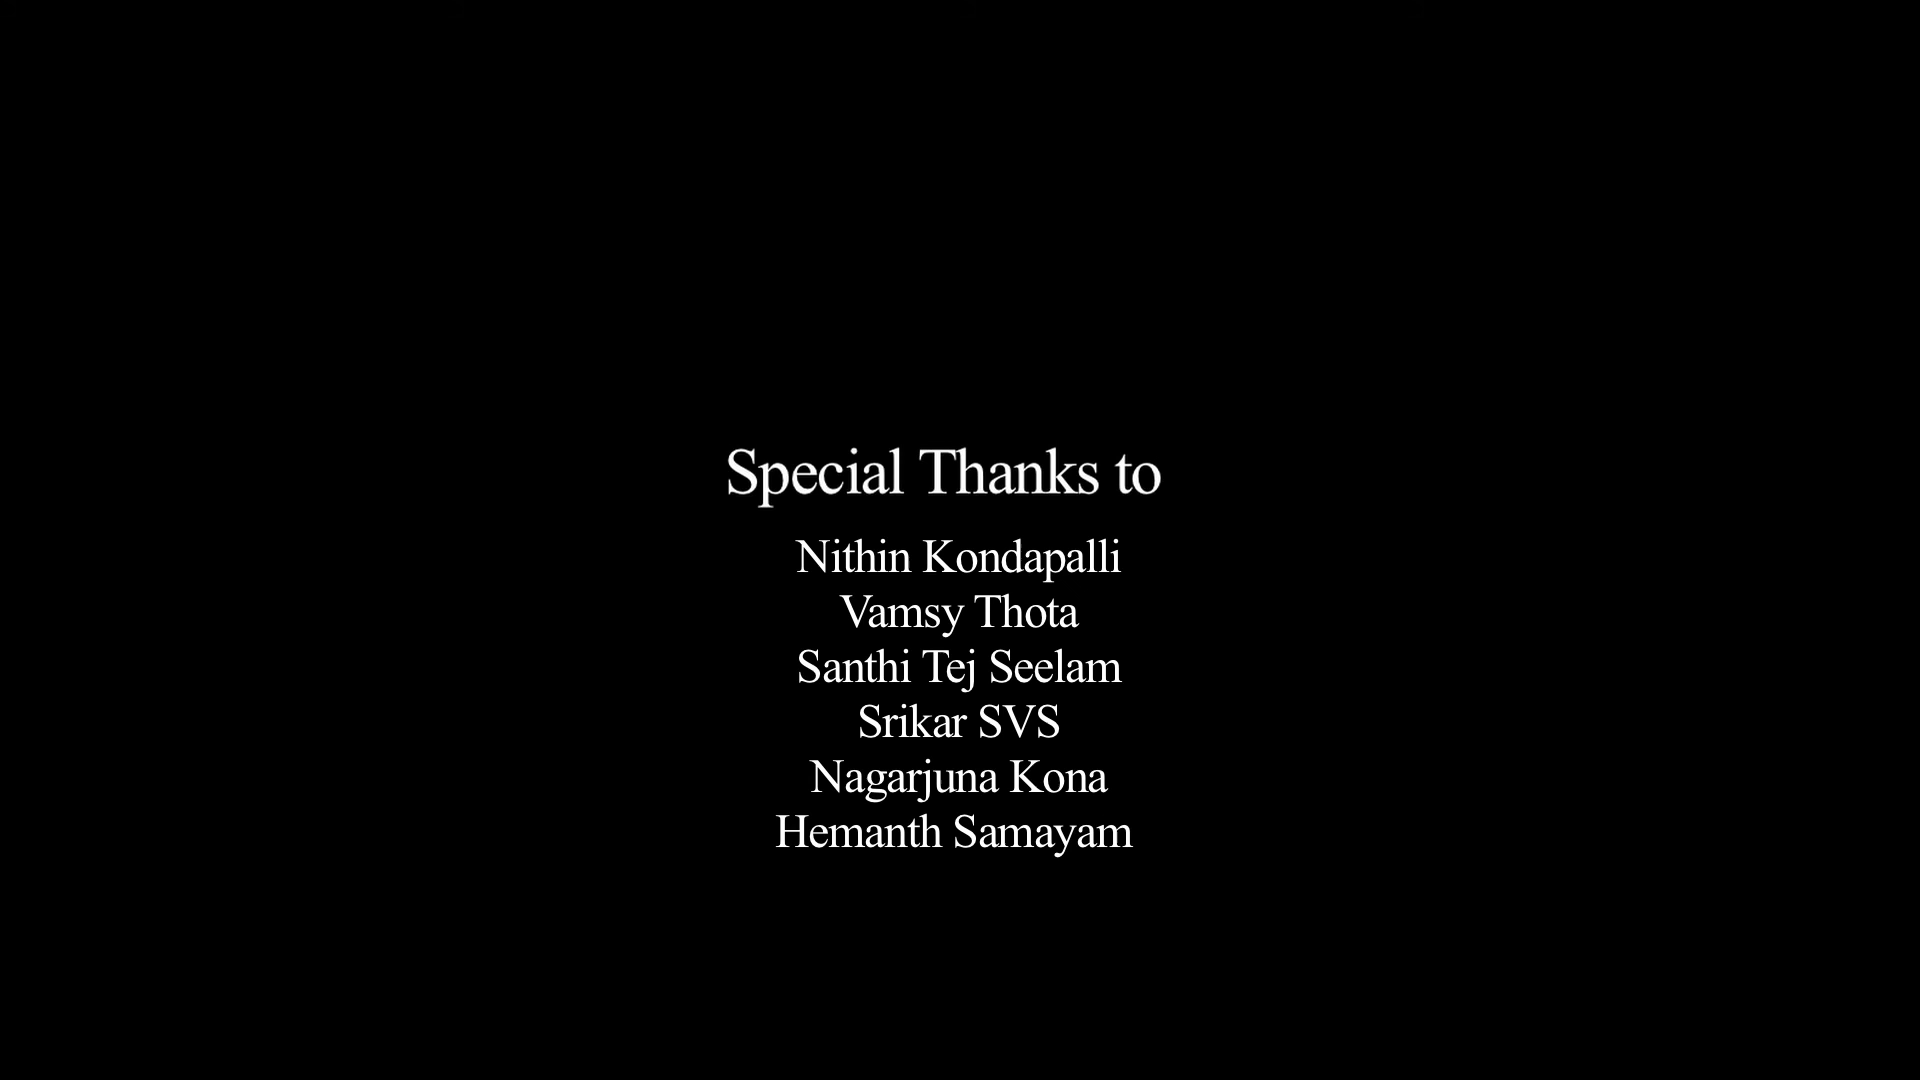 Special Thanks to
Nithin Kondapalli
Vamsy Thota
Santhi Tej Seelam
Srikar SVS
Nagarjuna Kona
Hemanth Samayam